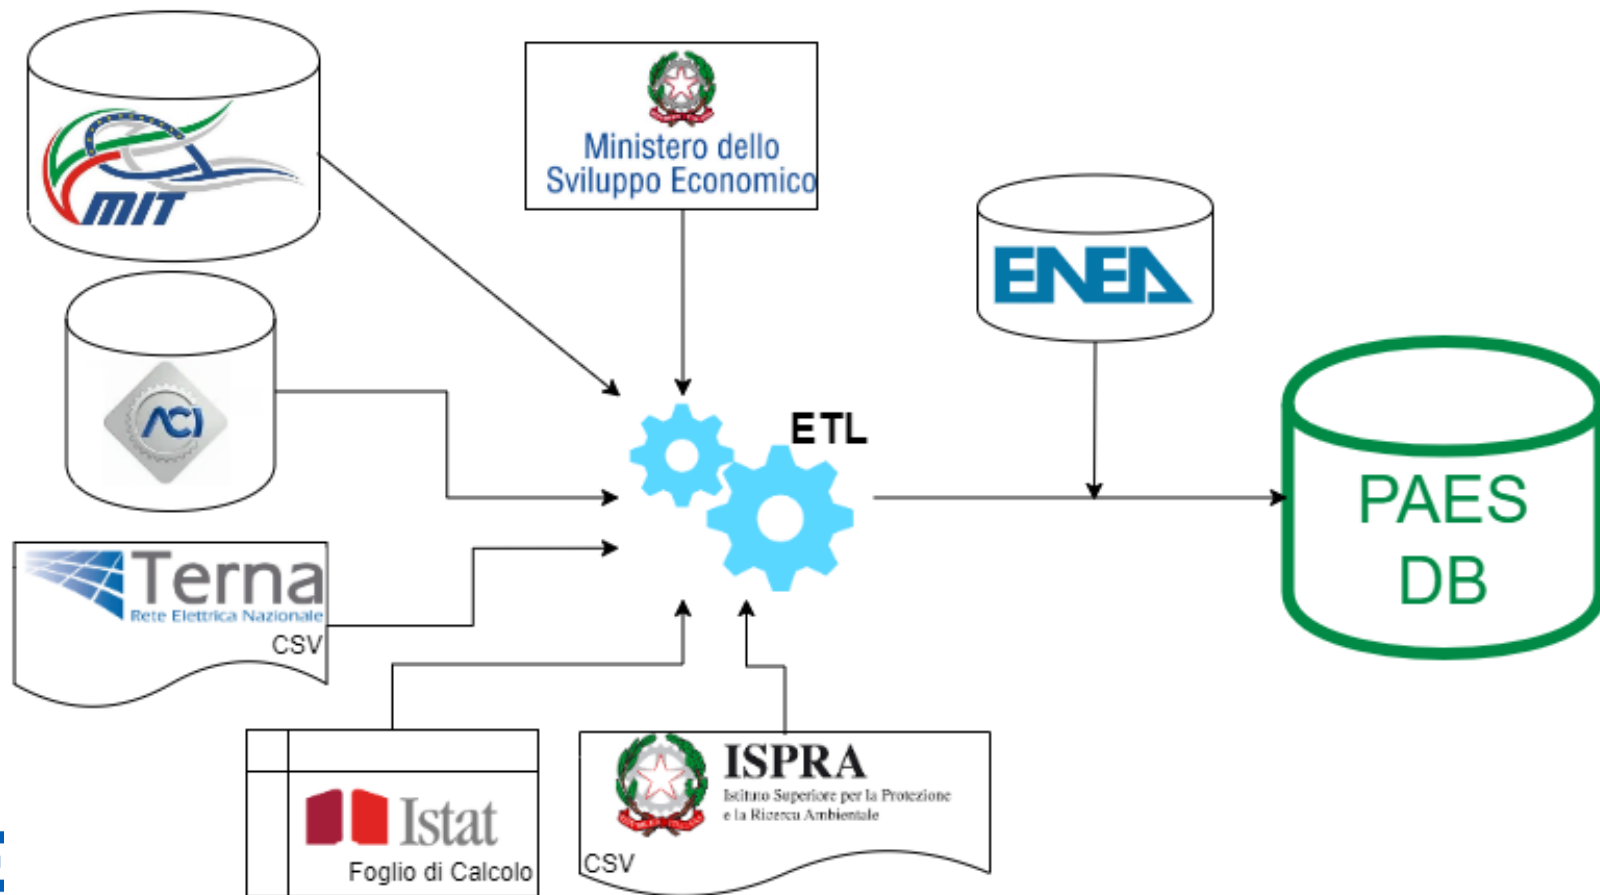 MIT
Ministero dello
Sviluppo Economico
ENEA
ACI
ETL
PAES
DB
Terna
Rete Elettrica Nazionale
CSV
Istat
Foglio di Calcolo
ISPRA
Istituto Superiore per la Protezione
e la Ricerca Ambientale
CSV